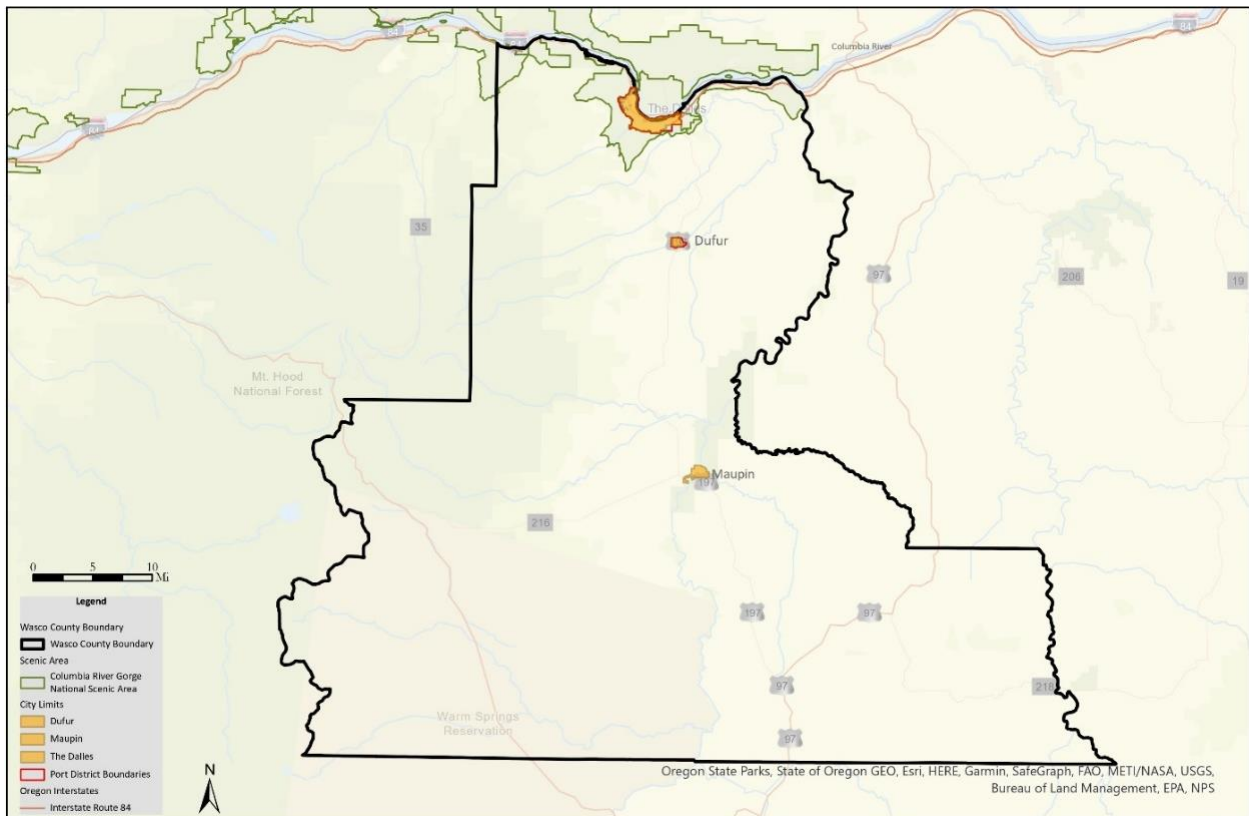 84
84
84
Columbia River
The Dalles
84
35
Dufur
97
206
19
Mt. Hood
National Forest
Maupin
197
216
0 5 10
Mi
Legend
Wasco County Boundary
Wasco County Boundary
Scenic Area
Columbia River Gorge
National Scenic Area
City Limits
Dufur
Maupin
The Dalles
Port District Boundaries
Oregon Interstates
Interstate Route 84
N
197
97
97
218
Warm Springs
Reservation
97
Oregon State Parks, State of Oregon GEO, Esri, HERE, Garmin, SafeGraph, FAO, METI/NASA, USGS,
Bureau of Land Management, EPA, NPS